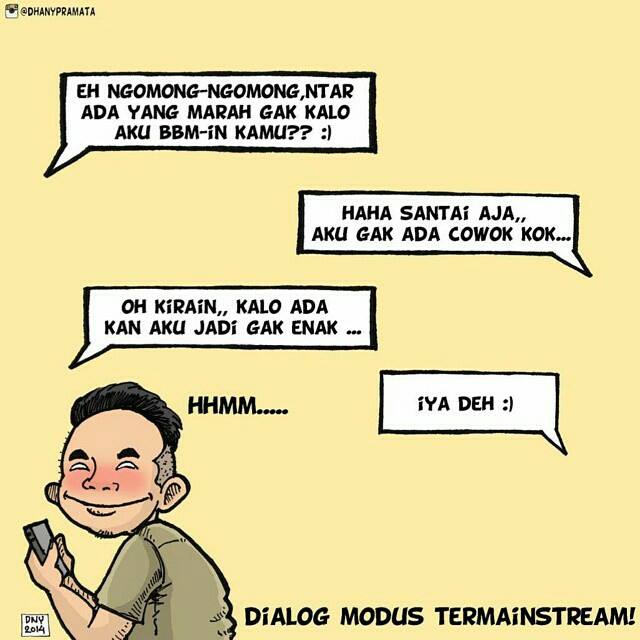 @DHANYPRAMATA
EH NGOMONG-NGOMONG,NTAR
ADA YANG MARAH GAK KALO
AKU BBM-iN KAMU?? :)
HAHA SANTAi AJA,,
AKU GAK ADA COWOK KOK...
OH KiRAiN,, KALO ADA
KAN AKU JADi GAK ENAK ...
HHMM.....
iYA DEH :)
DNY
2014
DiALOG MODUS TERMAiNSTREAM!